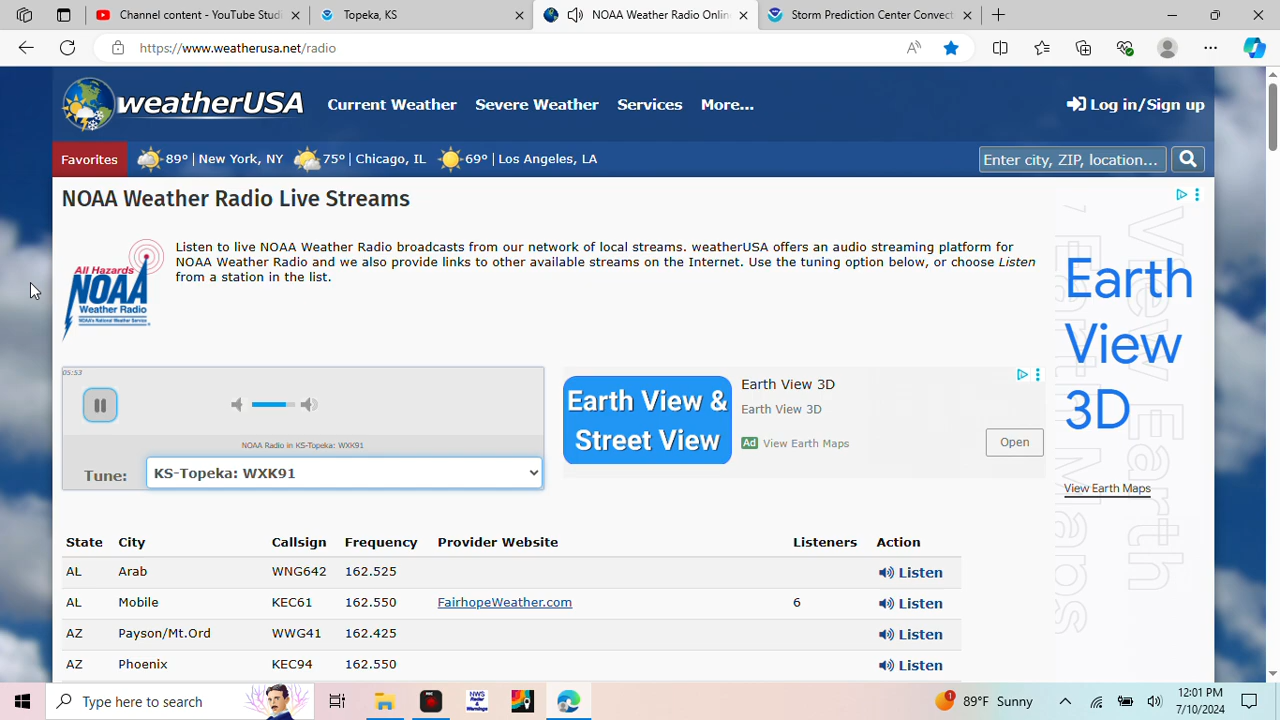 Channel content - YouTube Studi
Topeka, KS
NOAA Weather Radio Onlin
Storm Prediction Center Convect
https://www.weatherusa.net/radio
weatherUSA
Current Weather
Severe Weather
Services
More...
Log in/Sign up
Favorites
89° | New York, NY
75° | Chicago, IL
69° | Los Angeles, LA
Enter city, ZIP, location...
NOAA Weather Radio Live Streams
All Hazards
NOAA
Weather Radio
Listen to live NOAA Weather Radio broadcasts from our network of local streams. weatherUSA offers an audio streaming platform for
NOAA Weather Radio and we also provide links to other available streams on the Internet. Use the tuning option below, or choose Listen
from a station in the list.
05:53
NOAA Radio in KS-Topeka: WXK91
Tune: KS-Topeka: WXK91
Earth View &
Street View
Earth View 3D
Earth View 3D
Ad View Earth Maps
Open
Earth
View
3D
View Earth Maps
State City Callsign Frequency Provider Website Listeners Action
AL Arab WNG642 162.525 Listen
AL Mobile KEC61 162.550 FairhopeWeather.com 6 Listen
AZ Payson/Mt.Ord WWG41 162.425 Listen
AZ Phoenix KEC94 162.550 Listen
Type here to search
NWS
Radar
&
Warnings
1
89°F Sunny
12:01 PM
7/10/2024